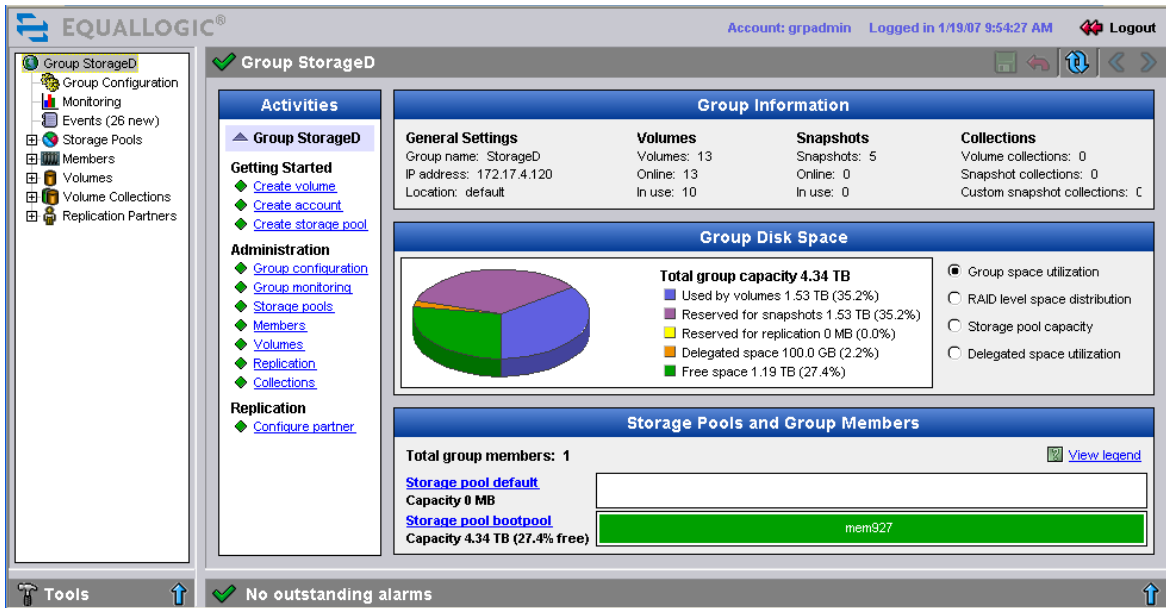 EQUALLOGIC®
Account: grpadmin Logged in 1/19/07 9:54:27 AM Logout
Group StorageD
Group Configuration
Monitoring
Events (26 new)
Storage Pools
Members
Volumes
Volume Collections
Replication Partners
Tools
Group StorageD
Activities
Group StorageD
Getting Started
Create volume
Create account
Create storage pool
Administration
Group configuration
Group monitoring
Storage pools
Members
Volumes
Replication
Collections
Replication
Configure partner
Group Information
General Settings
Group name: StorageD
IP address: 172.17.4.120
Location: default
Volumes
Volumes: 13
Online: 13
In use: 10
Snapshots
Snapshots: 5
Online: 0
In use: 0
Collections
Volume collections: 0
Snapshot collections: 0
Custom snapshot collections:
Group Disk Space
Total group capacity 4.34 TB
Used by volumes 1.53 TB (35.2%)
Reserved for snapshots 1.53 TB (35.2%)
Reserved for replication 0 MB (0.0%)
Delegated space 100.0 GB (2.2%)
Free space 1.19 TB (27.4%)
Group space utilization
RAID level space distribution
Storage pool capacity
Delegated space utilization
Storage Pools and Group Members
Total group members: 1
View legend
Storage pool default
Capacity 0 MB
Storage pool bootpool
Capacity 4.34 TB (27.4% free)
mem927
No outstanding alarms